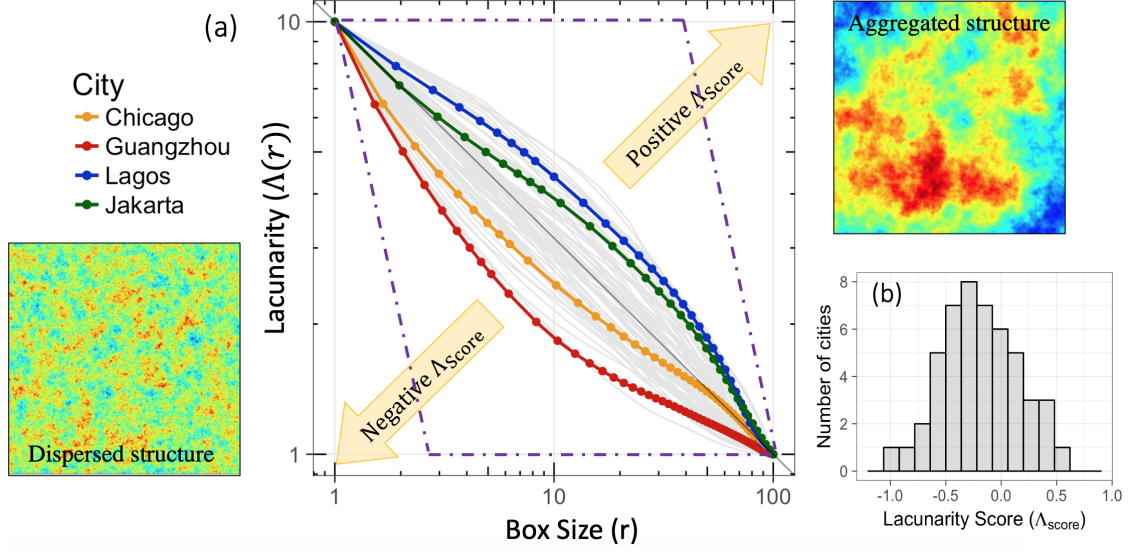 (a)
City
Chicago
Guangzhou
Lagos
Jakarta
Dispersed structure
Lacunarity (Λ(r))
10
1
Positive Λscore
Negative Λscore
1
10
100
Box Size (r)
Aggregated structure
(b)
Number of cities
8
6
4
2
0
-1.0
-0.5
0.0
0.5
1.0
Lacunarity Score (Λscore)